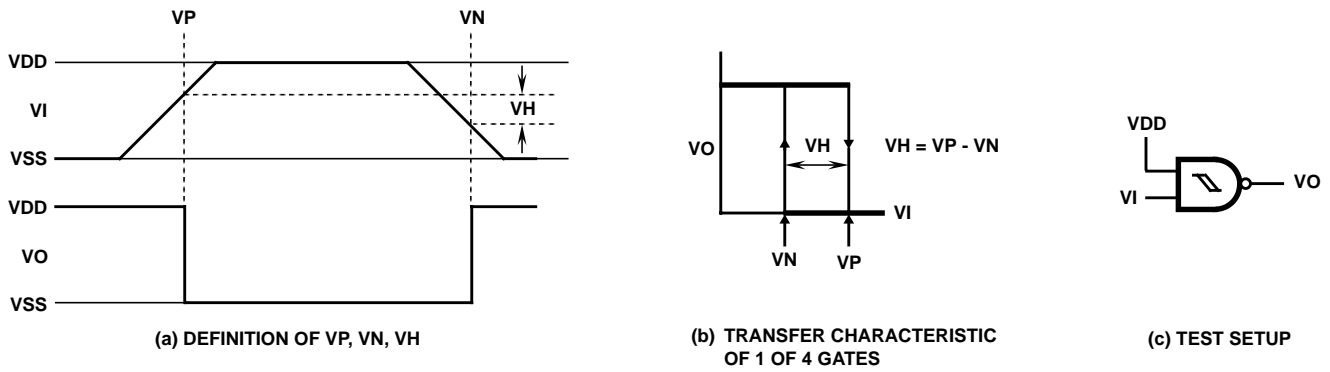 VP
VN
VDD
VI
VH
VSS
VDD
VO
VSS
(a) DEFINITION OF VP, VN, VH
VO
VH
VH = VP - VN
VI
VN
VP
(b) TRANSFER CHARACTERISTIC
OF 1 OF 4 GATES
VDD
VI
VO
(c) TEST SETUP